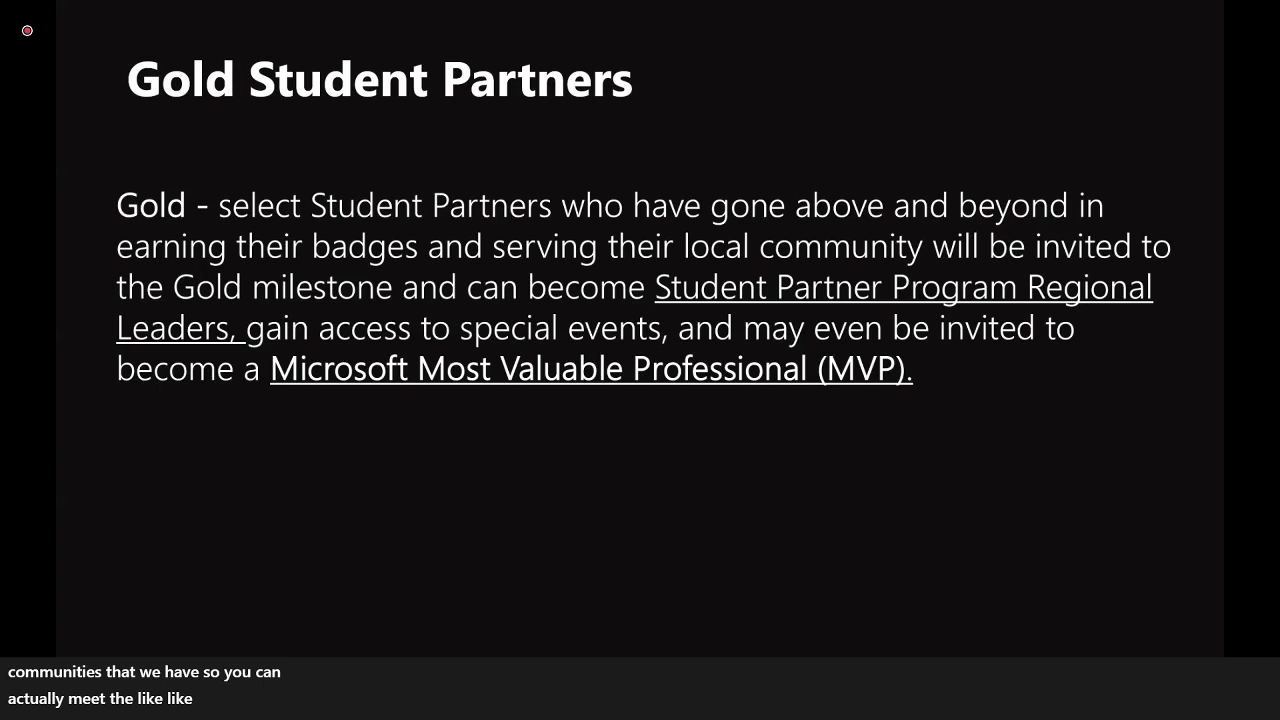 Gold Student Partners
Gold - select Student Partners who have gone above and beyond in
earning their badges and serving their local community will be invited to
the Gold milestone and can become Student Partner Program Regional
Leaders, gain access to special events, and may even be invited to
become a Microsoft Most Valuable Professional (MVP).
communities that we have so you can
actually meet the like like